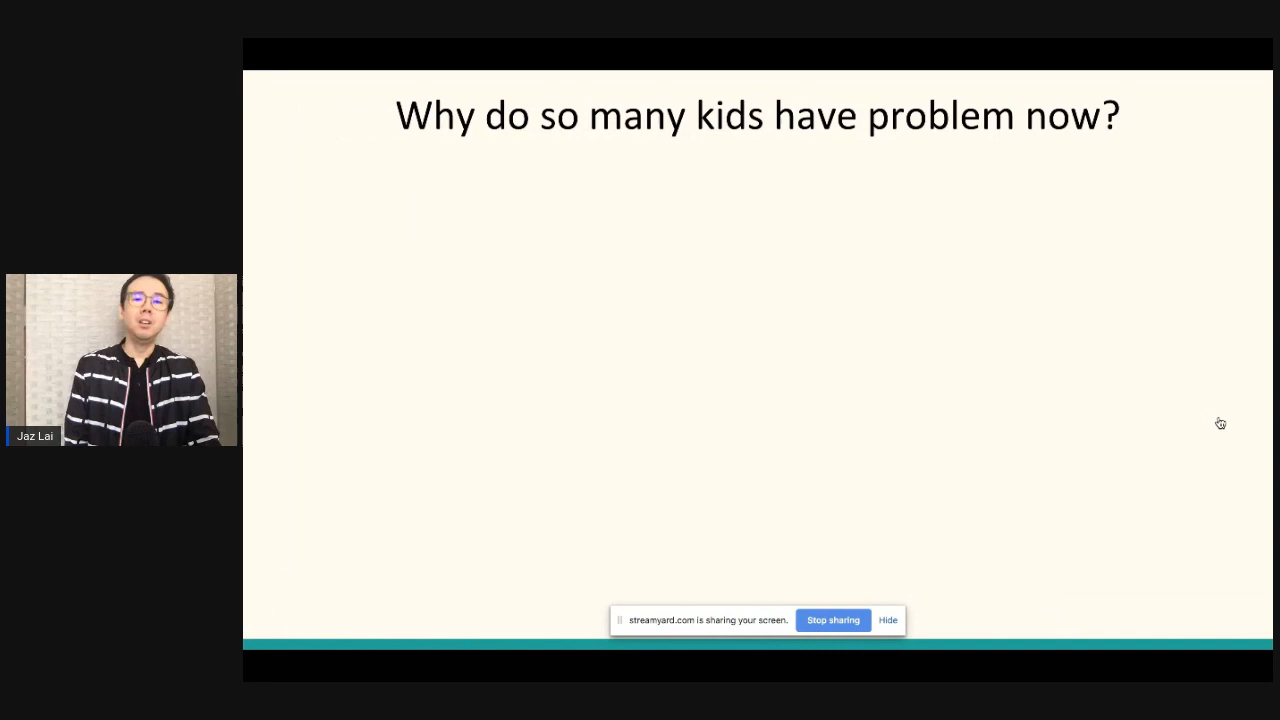 Why do so many kids have problem now?
Jaz Lai
streamyard.com is sharing your screen. Stop sharing Hide